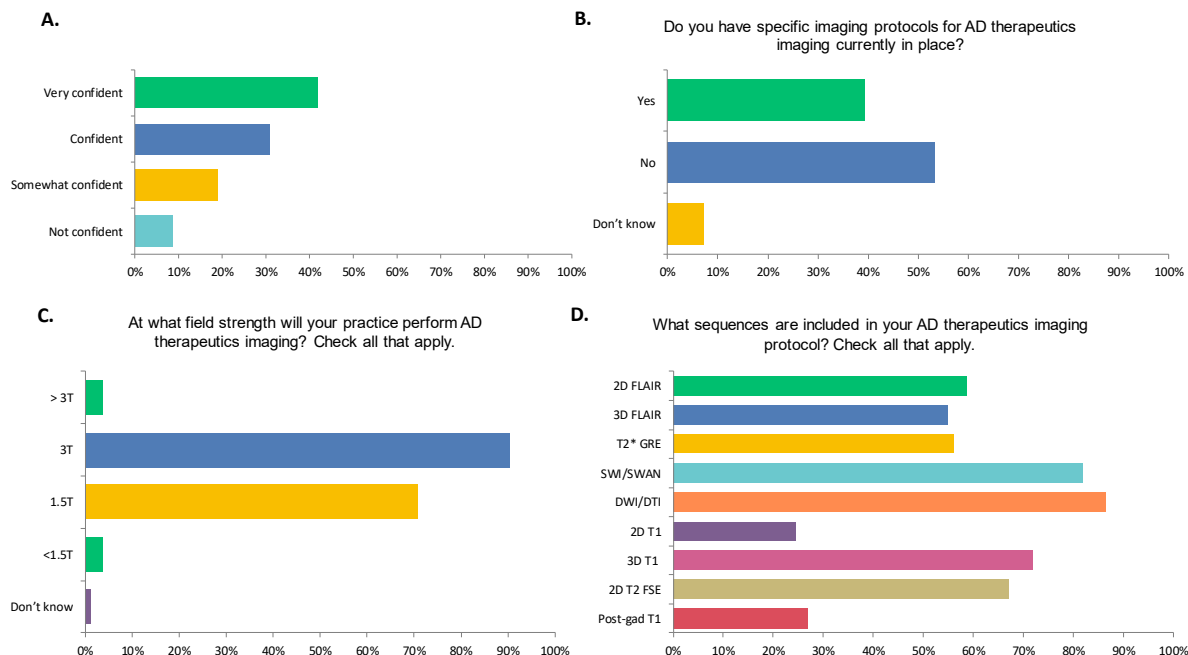 A.
Very confident
Confident
Somewhat confident
Not confident
0% 10% 20% 30% 40% 50% 60% 70% 80% 90% 100%
B.
Do you have specific imaging protocols for AD therapeutics
imaging currently in place?
Yes
No
Don't know
0% 10% 20% 30% 40% 50% 60% 70% 80% 90% 100%
C.
At what field strength will your practice perform AD
therapeutics imaging? Check all that apply.
> 3T
3T
1.5T
<1.5T
Don't know
0% 10% 20% 30% 40% 50% 60% 70% 80% 90% 100%
D.
What sequences are included in your AD therapeutics imaging
protocol? Check all that apply.
2D FLAIR
3D FLAIR
T2* GRE
SWI/SWAN
DWI/DTI
2D T1
3D T1
2D T2 FSE
Post-gad T1
0% 10% 20% 30% 40% 50% 60% 70% 80% 90% 100%